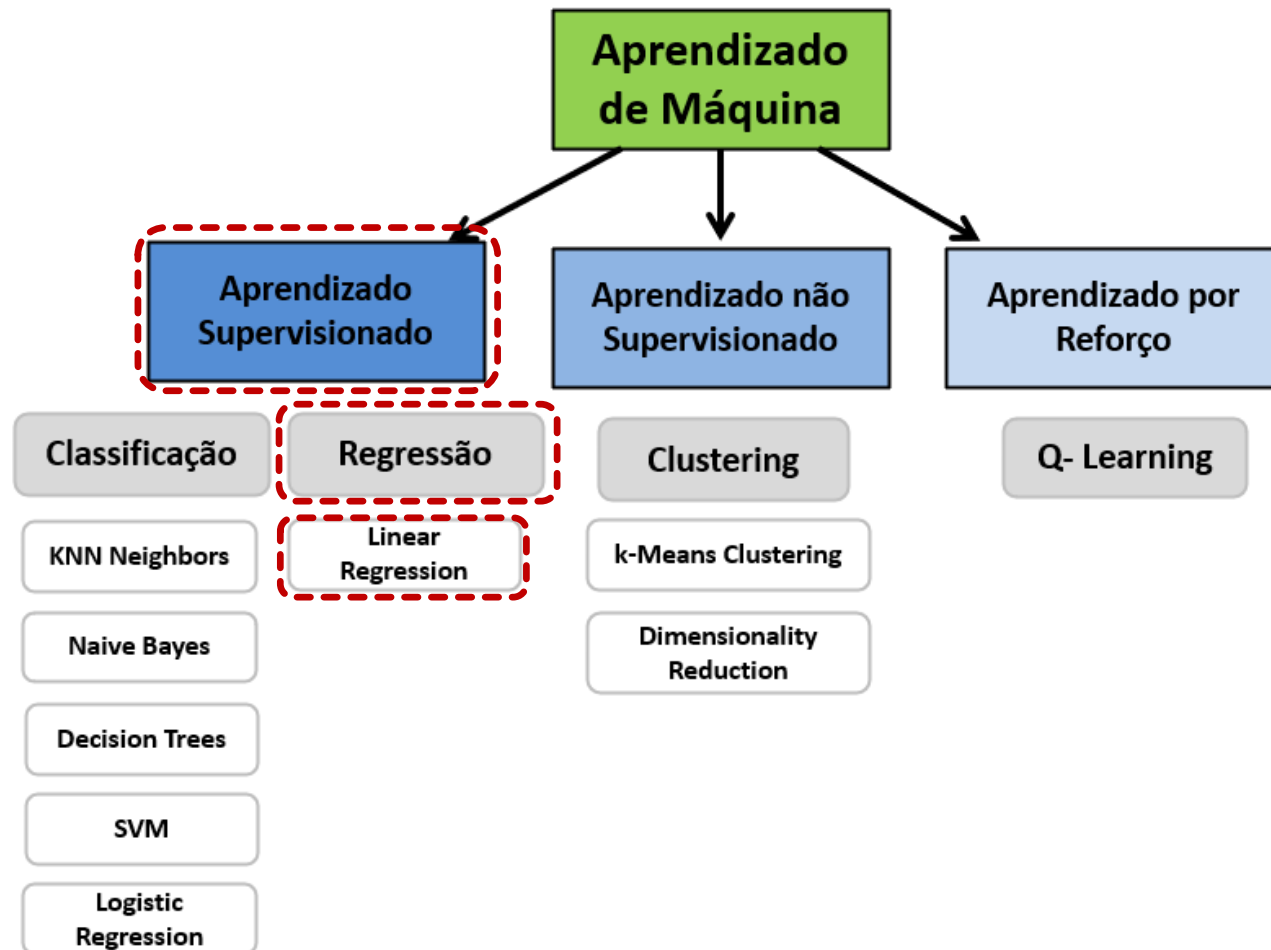 Aprendizado
de Máquina
Aprendizado
Supervisionado
Aprendizado não
Supervisionado
Aprendizado por
Reforço
Classificação
Regressão
Clustering
Q- Learning
KNN Neighbors
Naive Bayes
Decision Trees
SVM
Logistic
Regression
Linear
Regression
k-Means Clustering
Dimensionality
Reduction